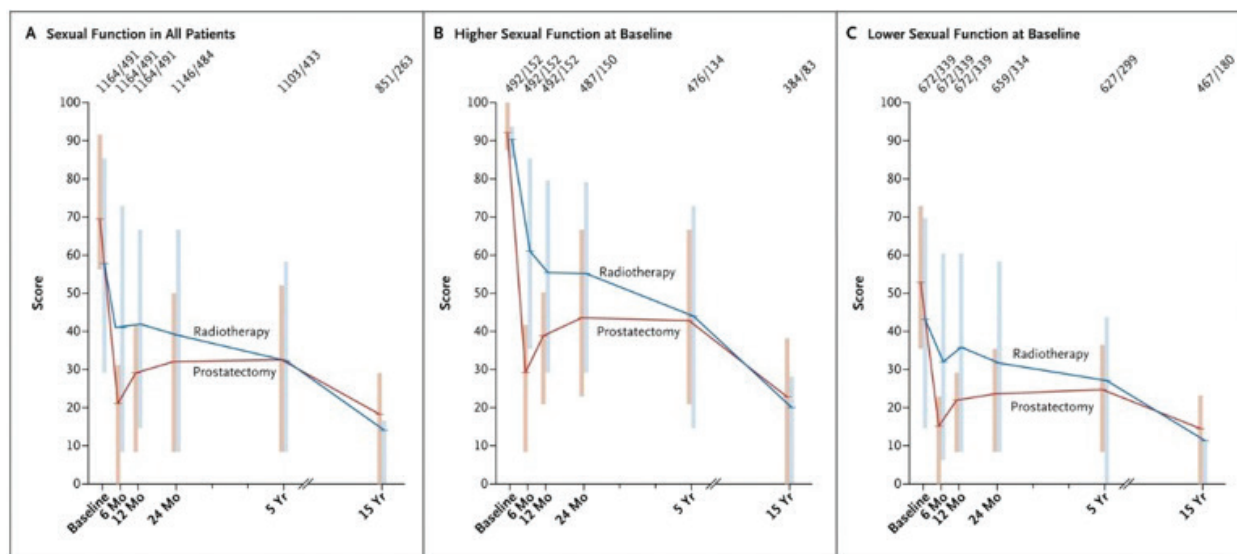 A Sexual Function in All Patients
1164/491
1164/491
1164/491
1146/484
1103/433
851/263
Score
100
90
80
70
60
50
40
30
20
10
0
Radiotherapy
Prostatectomy
Baseline
6 Mo
12 Mo
24 Mo
5 Yr
15 Yr
B Higher Sexual Function at Baseline
492/152
492/152
492/152
487/150
476/134
384/83
Score
100
90
80
70
60
50
40
30
20
10
0
Radiotherapy
Prostatectomy
Baseline
6 Mo
12 Mo
24 Mo
5 Yr
15 Yr
C Lower Sexual Function at Baseline
672/339
672/339
672/339
659/334
627/299
467/180
Score
100
90
80
70
60
50
40
30
20
10
0
Radiotherapy
Prostatectomy
Baseline
6 Mo
12 Mo
24 Mo
5 Yr
15 Yr